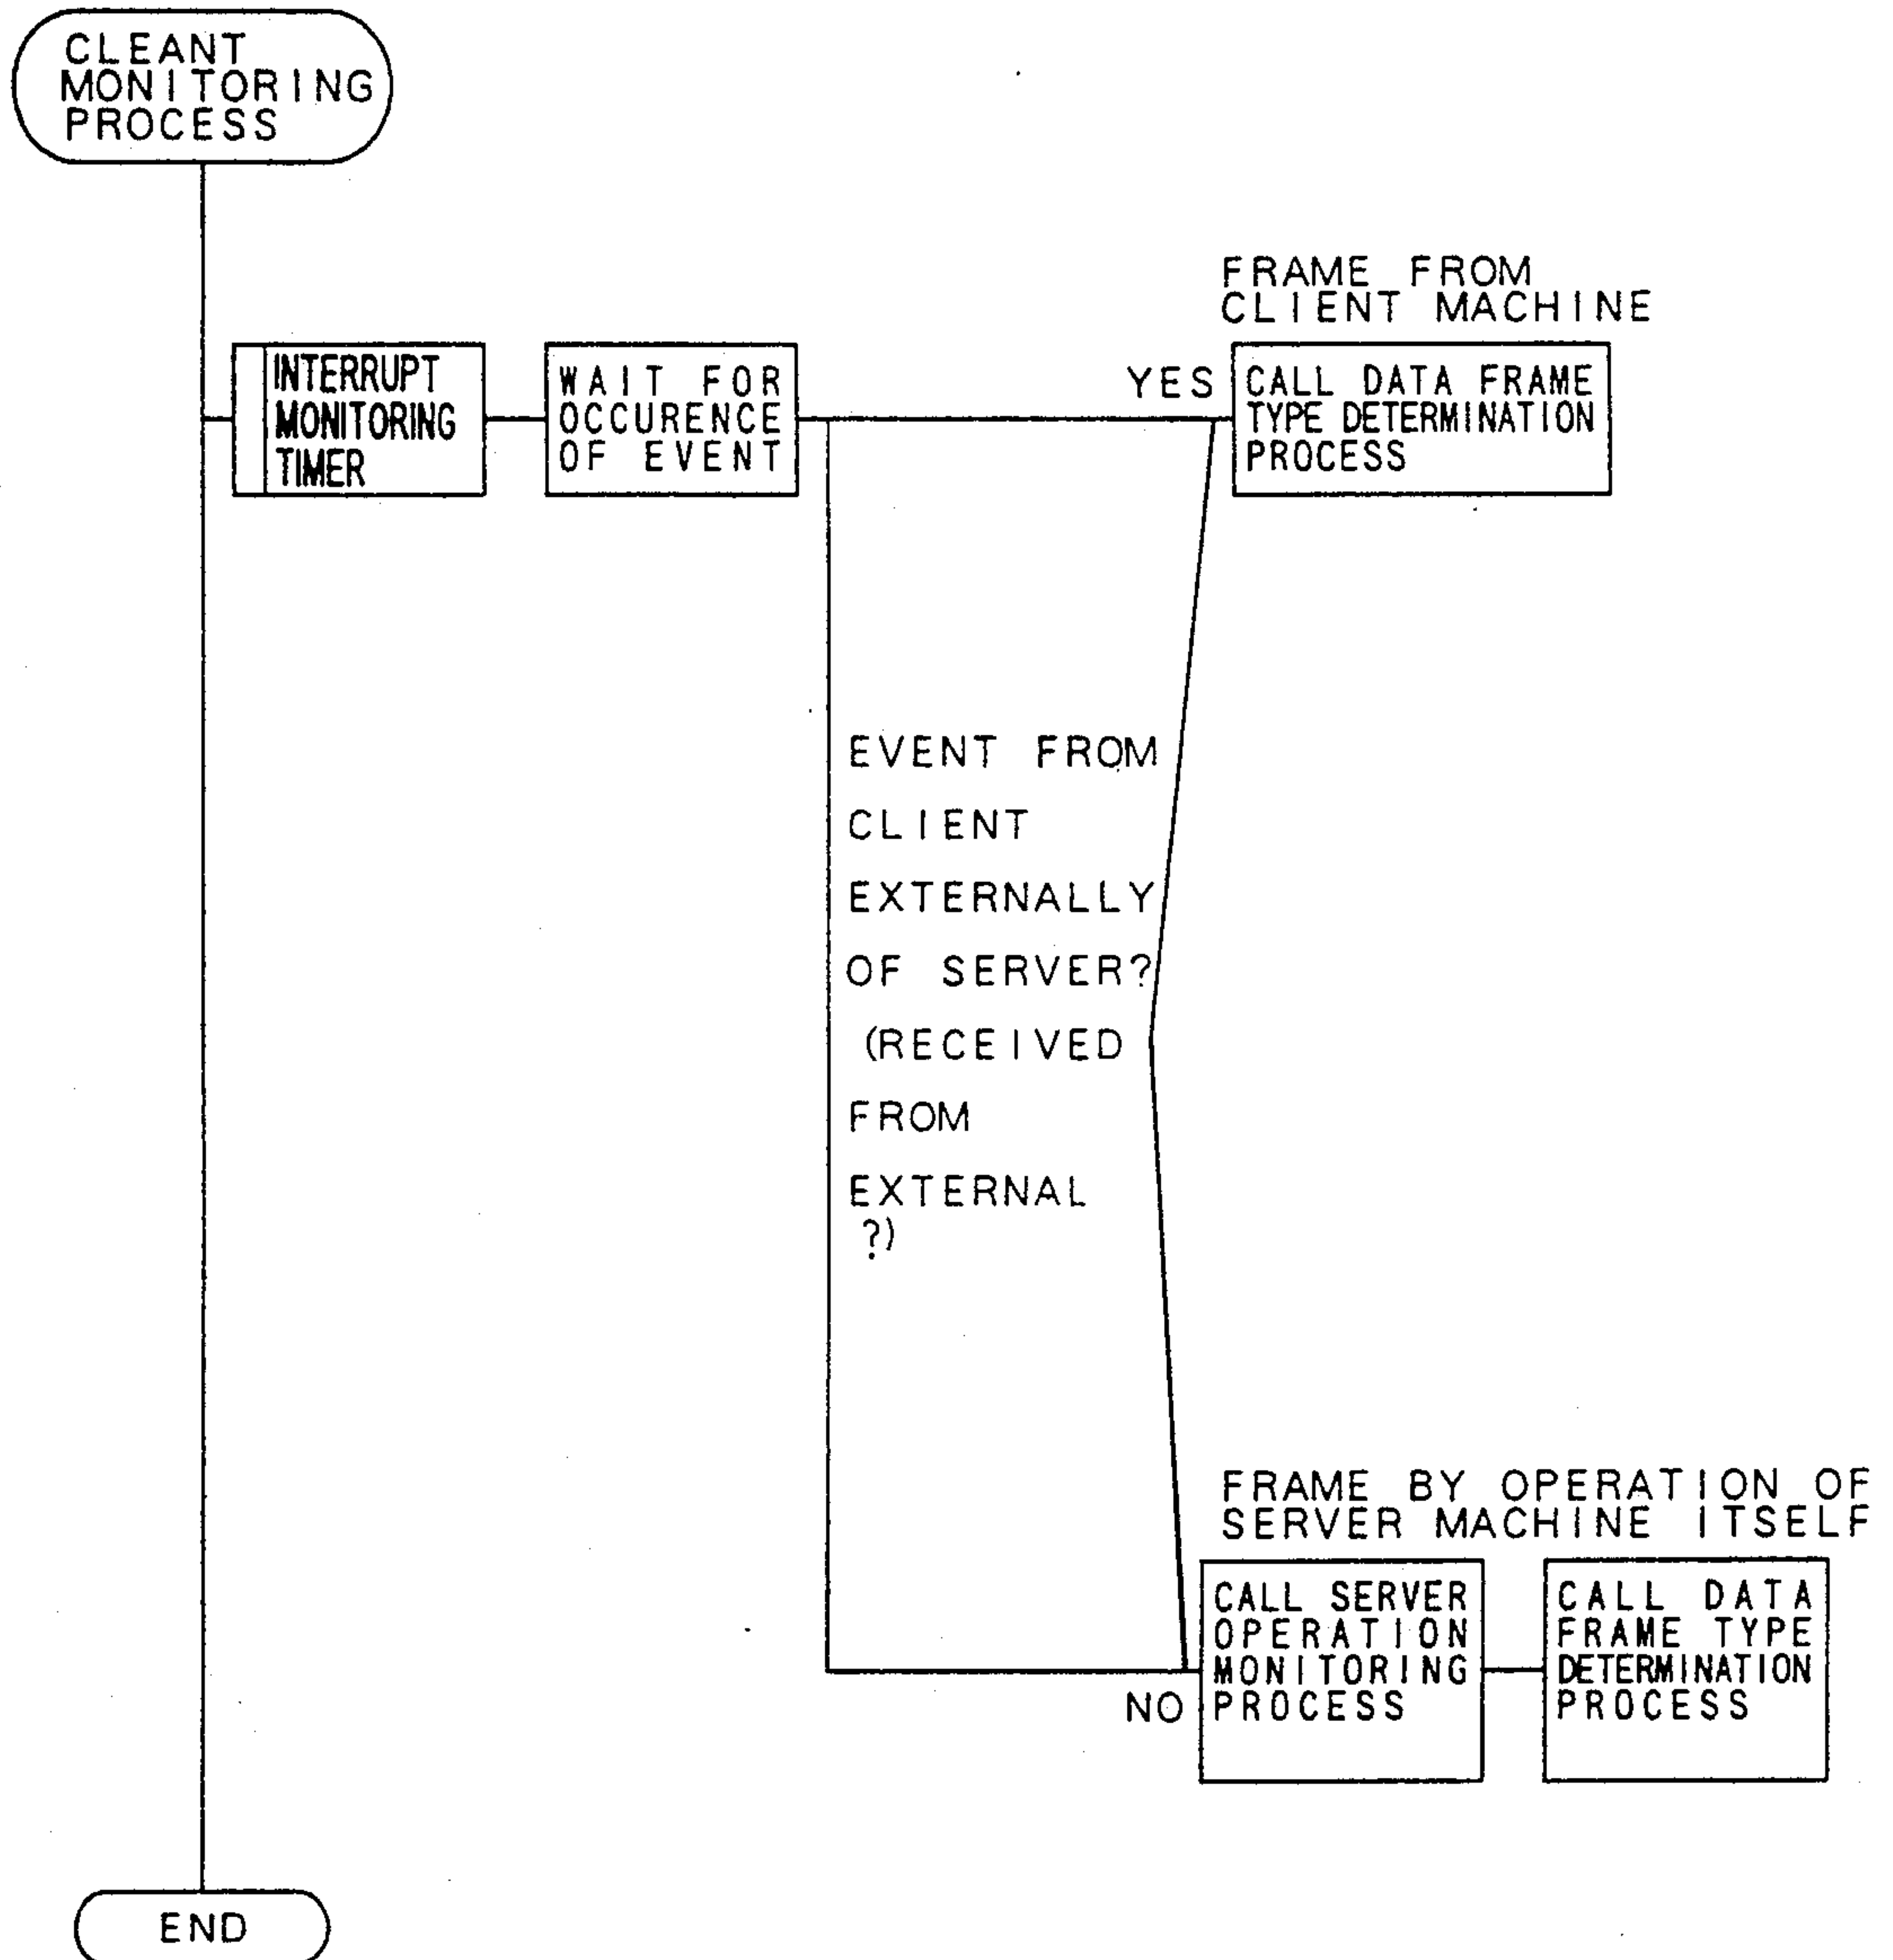 CLEANT
MONITORING
PROCESS
FRAME FROM
CLIENT MACHINE
INTERRUPT
MONITORING
TIMER
WAIT FOR
OCCURENCE
OF EVENT
YES
CALL DATA FRAME
TYPE DETERMINATION
PROCESS
EVENT FROM
CLIENT
EXTERNALLY
OF SERVER?
(RECEIVED
FROM
EXTERNAL
?)
FRAME BY OPERATION OF
SERVER MACHINE ITSELF
NO
CALL SERVER
OPERATION
MONITORING
PROCESS
CALL DATA
FRAME TYPE
DETERMINATION
PROCESS
END